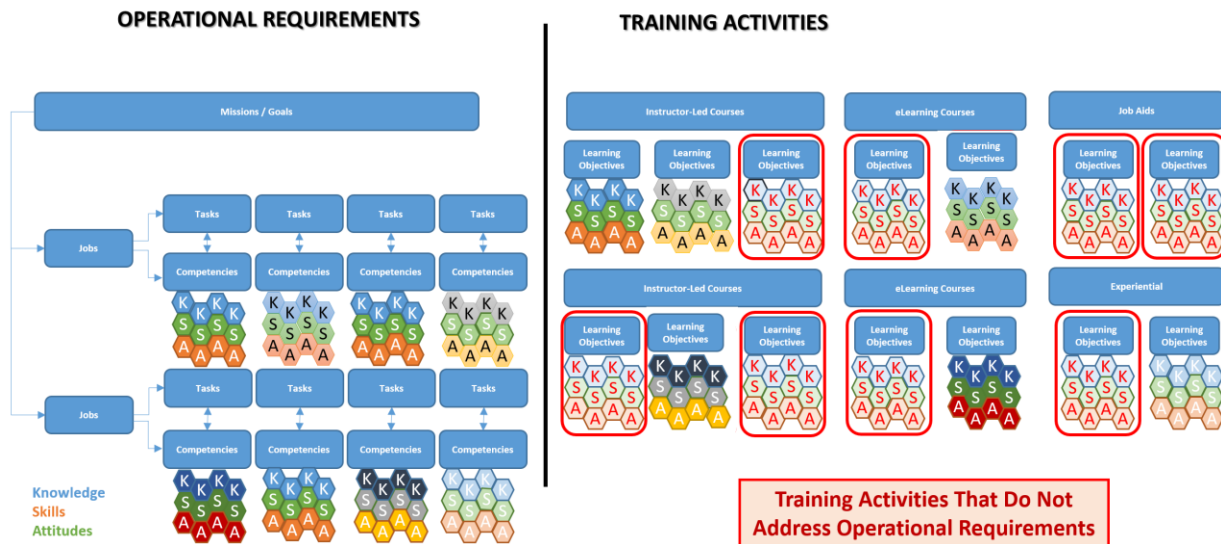 OPERATIONAL REQUIREMENTS
TRAINING ACTIVITIES
Missions / Goals
Jobs
Tasks
Tasks
Tasks
Tasks
Competencies
Competencies
Competencies
Competencies
K K K K
K K K K
K K K K
K K K K
S S S S
S S S S
S S S S
S S S S
A A A A
A A A A
A A A A
A A A A
Jobs
Tasks
Tasks
Tasks
Tasks
Competencies
Competencies
Competencies
Competencies
K K K K
K K K K
K K K K
K K K K
S S S S
S S S S
S S S S
S S S S
A A A A
A A A A
A A A A
A A A A
Knowledge
Skills
Attitudes
Instructor-Led Courses
eLearning Courses
Job Aids
Learning
Objectives
Learning
Objectives
Learning
Objectives
Learning
Objectives
Learning
Objectives
Learning
Objectives
Learning
Objectives
K K K K
K K K K
K K K K
K K K K
K K K K
K K K K
K K K K
S S S S
S S S S
S S S S
S S S S
S S S S
S S S S
S S S S
A A A A
A A A A
A A A A
A A A A
A A A A
A A A A
A A A A
Instructor-Led Courses
eLearning Courses
Experiential
Learning
Objectives
Learning
Objectives
Learning
Objectives
Learning
Objectives
Learning
Objectives
Learning
Objectives
Learning
Objectives
K K K K
K K K K
K K K K
K K K K
K K K K
K K K K
K K K K
S S S S
S S S S
S S S S
S S S S
S S S S
S S S S
S S S S
A A A A
A A A A
A A A A
A A A A
A A A A
A A A A
A A A A
Training Activities That Do Not
Address Operational Requirements